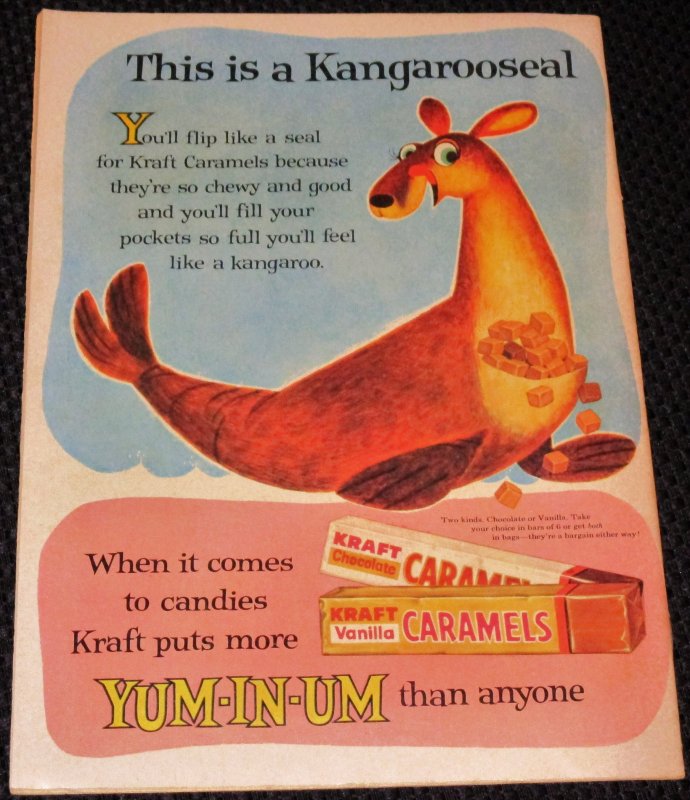 This is a Kangarooseal
You'll flip like a seal
for Kraft Caramels because
they're so chewy and good
and you'll fill your
pockets so full you'll feel
like a kangaroo.
Two kinds. Chocolate or Vanilla. Take
your choice in bars of 6 or get both
in bags—they're a bargain either way!
When it comes
to candies
Kraft puts more
YUM-IN-UM than anyone
KRAFT
Chocolate
CARAMEL
KRAFT
Vanilla
CARAMELS